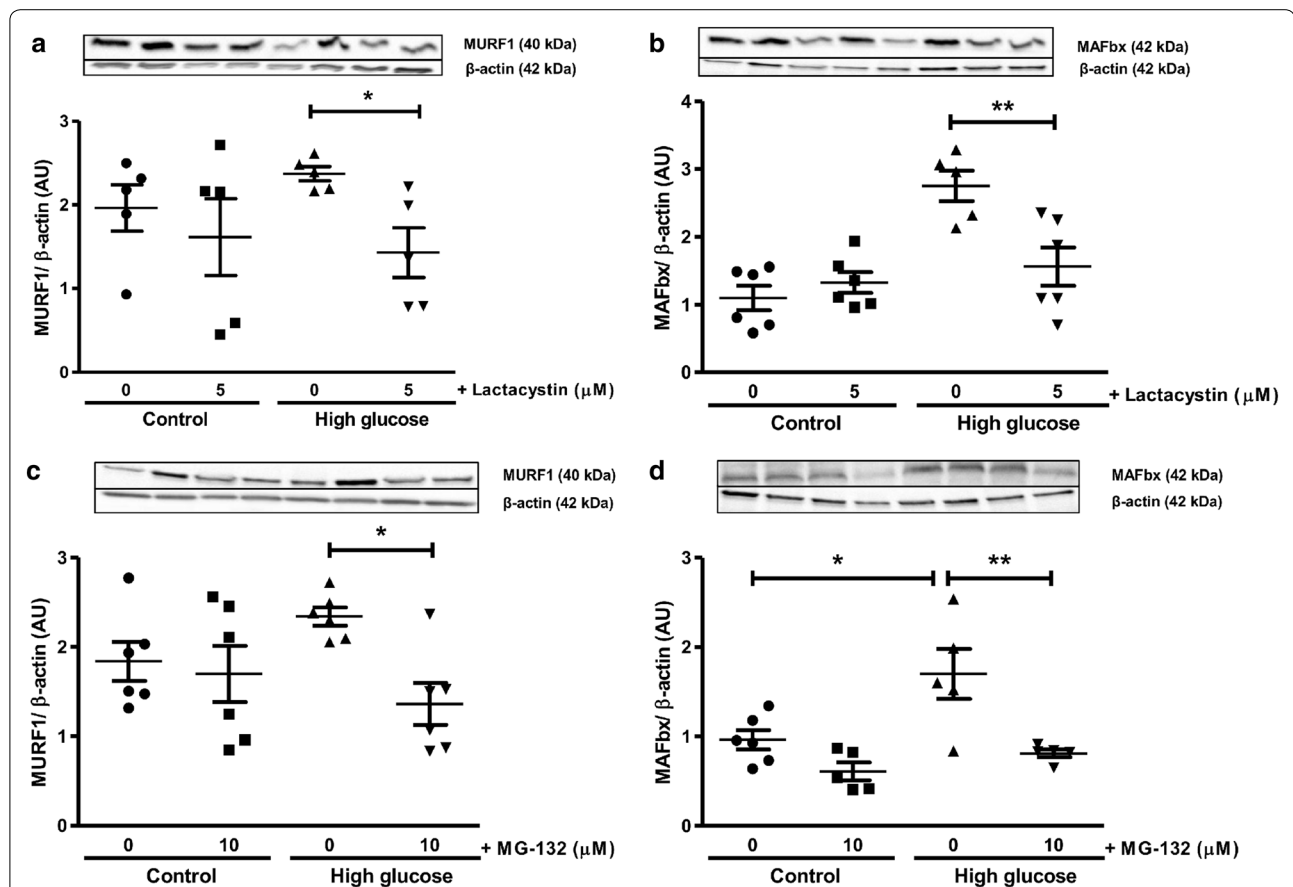 a
MURF1 (40 kDa)
β-actin (42 kDa)
*
MURF1/ β-actin (AU)
3
2
1
0
0 5 0 5 + Lactacystin (μM)
Control High glucose
b
MAFbx (42 kDa)
β-actin (42 kDa)
**
MAFbx/ β-actin (AU)
4
3
2
1
0
0 5 0 5 + Lactacystin (μM)
Control High glucose
c
MURF1 (40 kDa)
β-actin (42 kDa)
*
MURF1/ β-actin (AU)
3
2
1
0
0 10 0 10 + MG-132 (μM)
Control High glucose
d
MAFbx (42 kDa)
β-actin (42 kDa)
* **
MAFbx/ β-actin (AU)
3
2
1
0
0 10 0 10 + MG-132 (μM)
Control High glucose